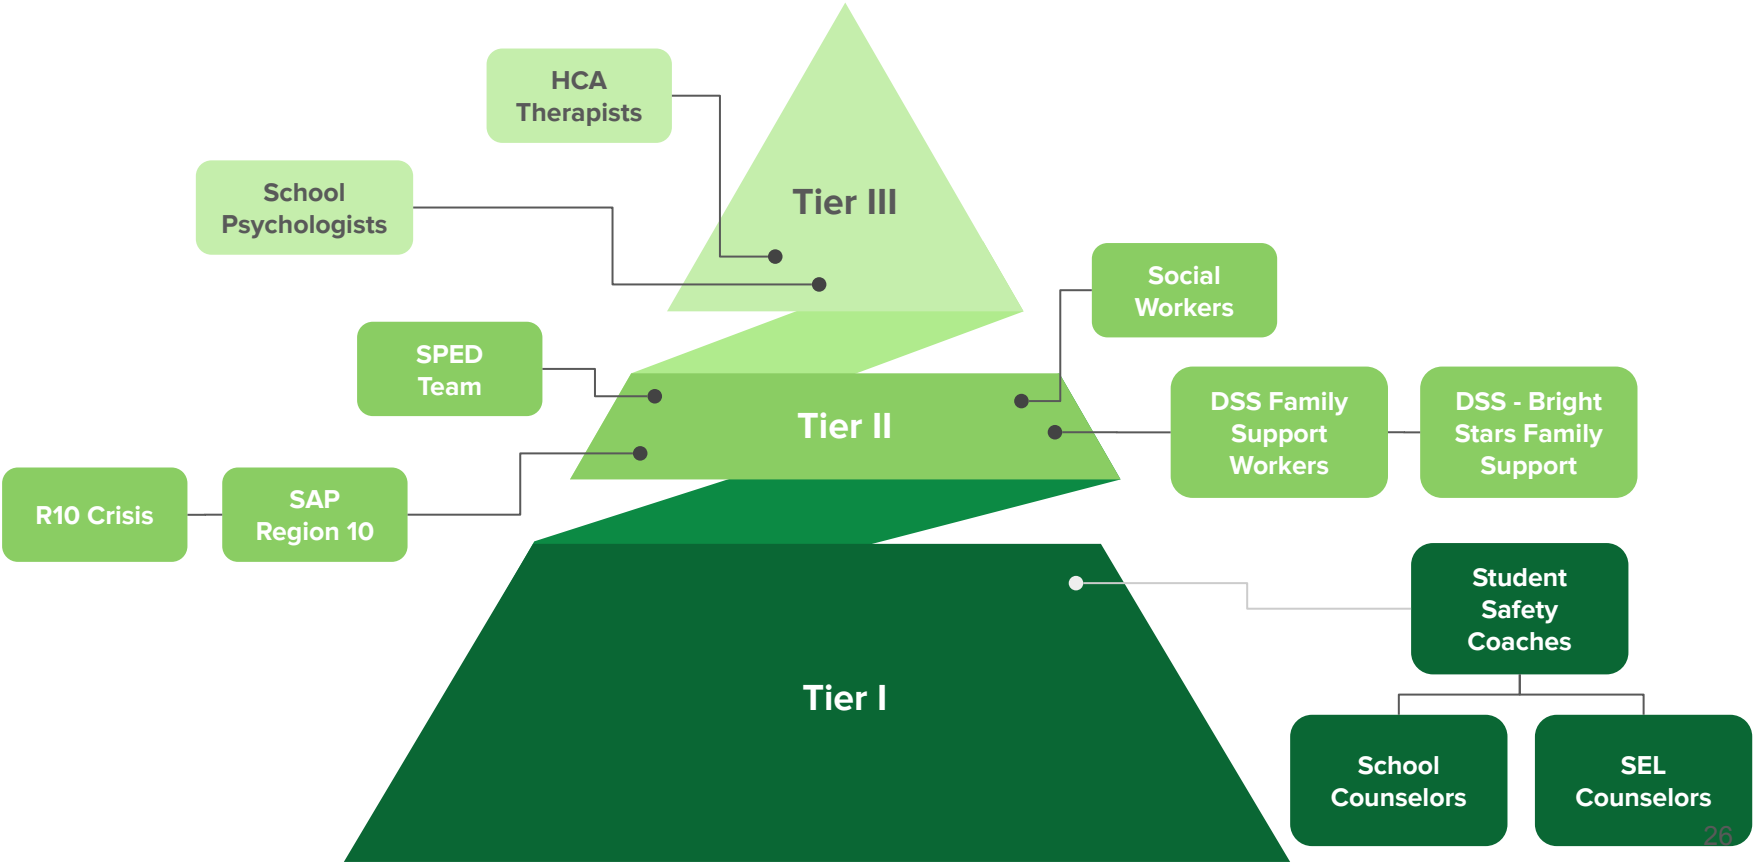 HCA
Therapists
School
Psychologists
Tier III
Social
Workers
SPED
Team
Tier II
DSS Family
Support
Workers
DSS - Bright
Stars Family
Support
R10 Crisis
SAP
Region 10
Student
Safety
Coaches
Tier I
School
Counselors
SEL
Counselors
26